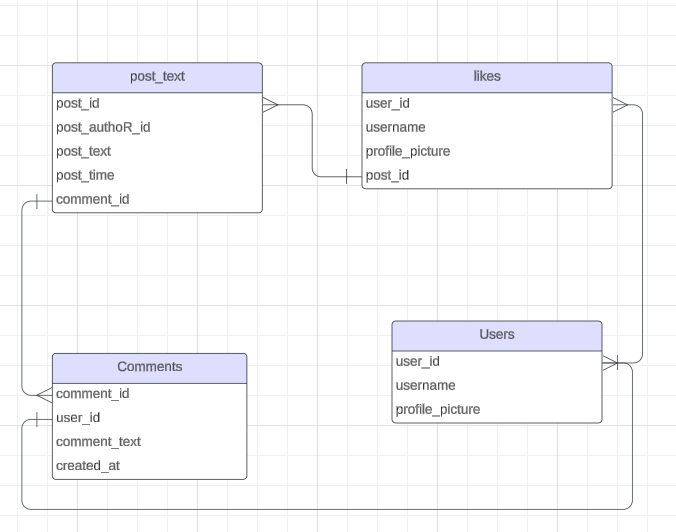 post_text
post_id
post_authoR_id
post_text
post_time
comment_id
likes
user_id
username
profile_picture
post_id
Comments
comment_id
user_id
comment_text
created_at
Users
user_id
username
profile_picture